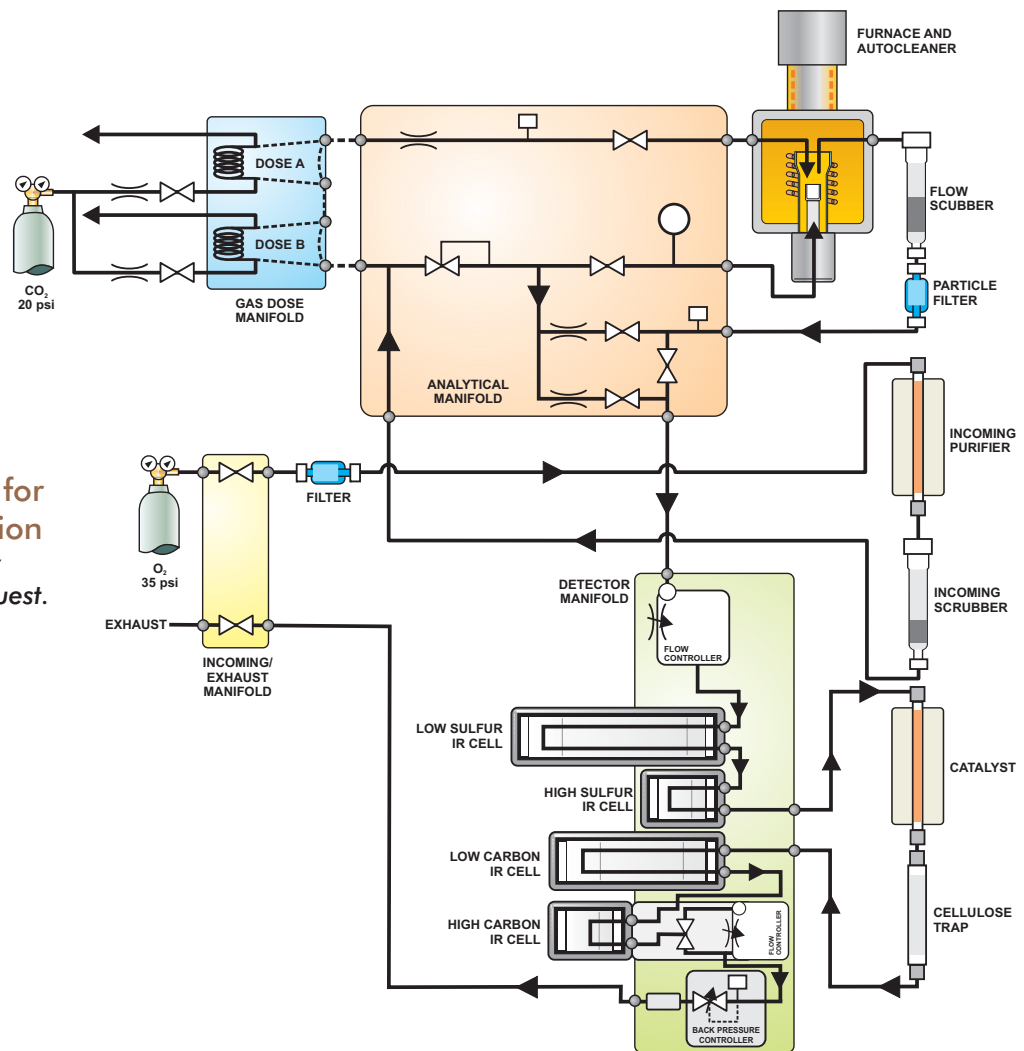 FURNACE AND
AUTOCLEANER
DOSE A
DOSE B
FLOW
SCUBBER
CO2
20 psi
GAS DOSE
MANIFOLD
PARTICLE
FILTER
ANALYTICAL
MANIFOLD
INCOMING
PURIFIER
for
FILTER
O2
35 psi
DETECTOR
MANIFOLD
INCOMING
SCRUBBER
EXHAUST
FLOW
CONTROLLER
INCOMING/
EXHAUST
MANIFOLD
LOW SULFUR
IR CELL
CATALYST
HIGH SULFUR
IR CELL
LOW CARBON
IR CELL
CELLULOSE
TRAP
HIGH CARBON
IR CELL
FLOW
CONTROLLER
BACK PRESSURE
CONTROLLER